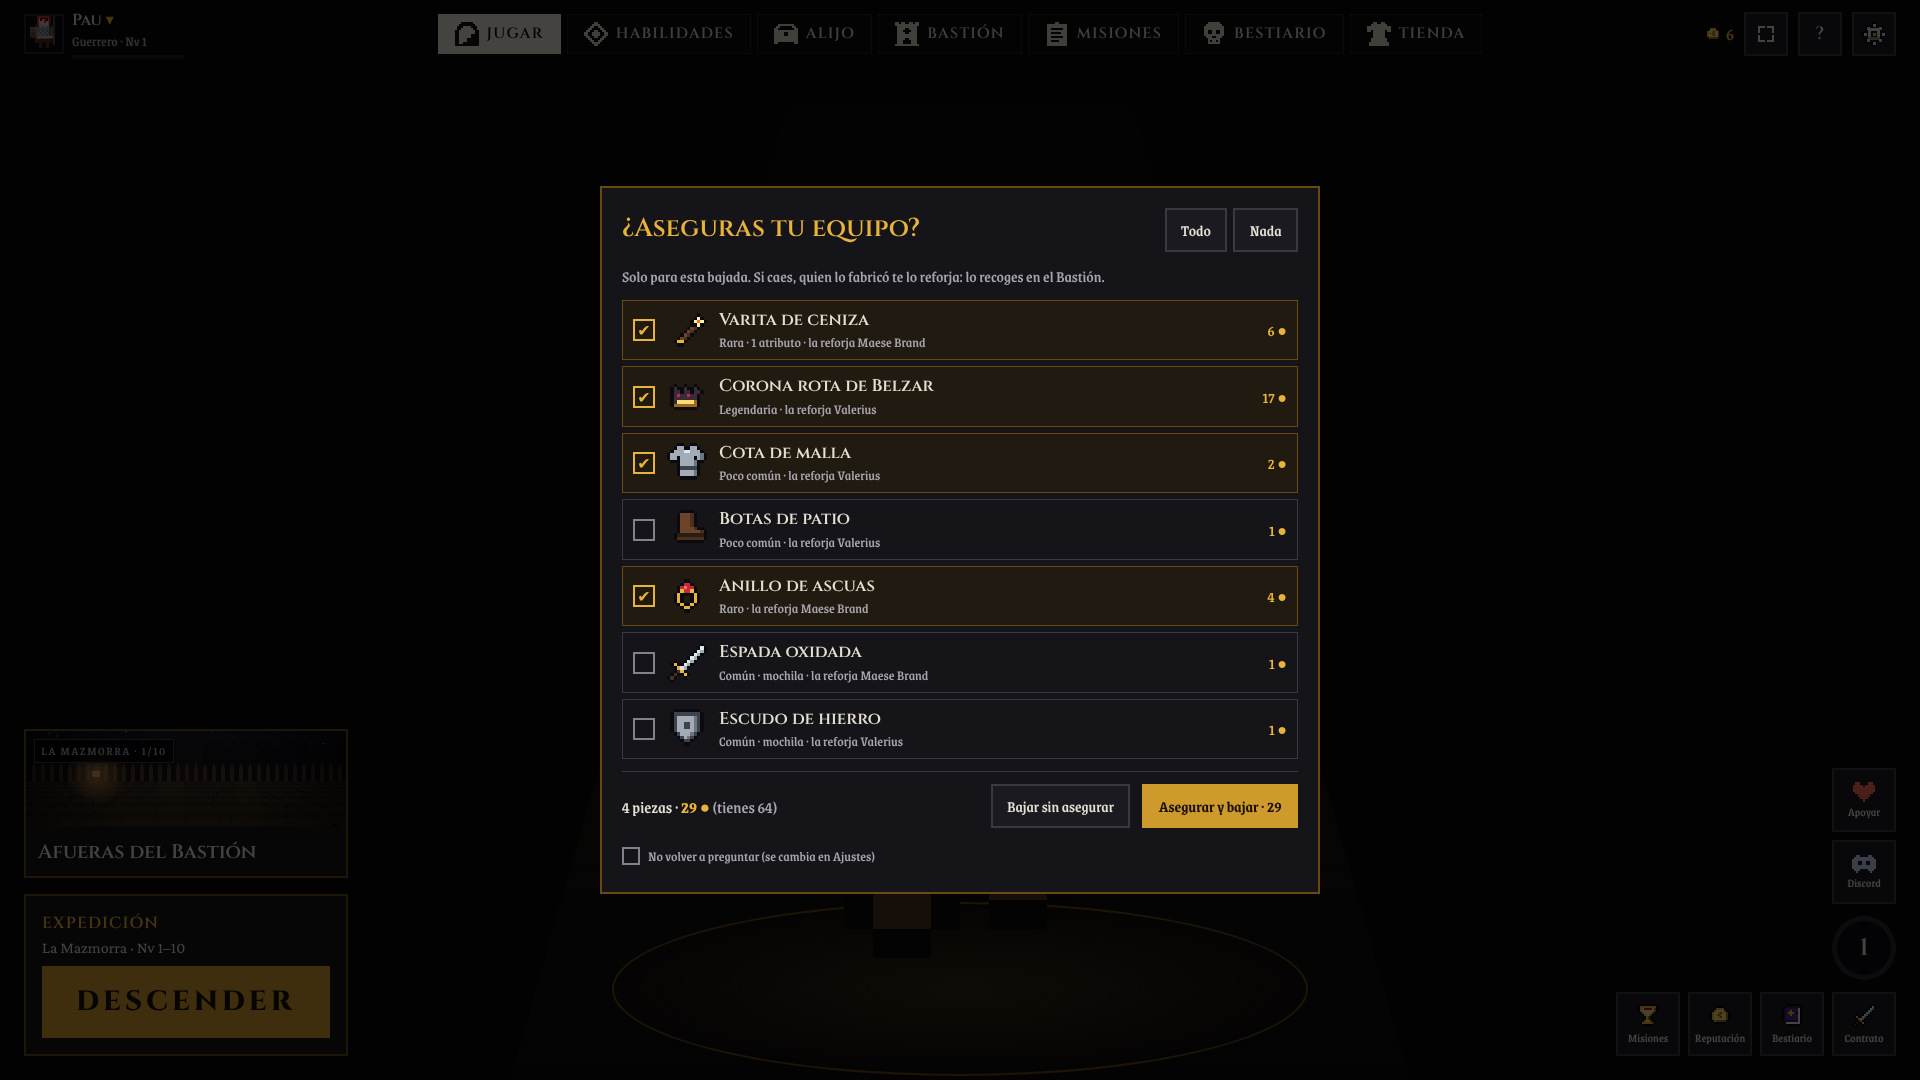 Pau ▾
Guerrero · Nv 1
JUGAR
HABILIDADES
ALIJO
BASTIÓN
MISIONES
BESTIARIO
TIENDA
6
?
¿Aseguras tu equipo?
Todo
Nada
Solo para esta bajada. Si caes, quien lo fabricó te lo reforja: lo recoges en el Bastión.
Varita de ceniza
Rara · 1 atributo · la reforja Maese Brand
6
Corona rota de Belzar
Legendaria · la reforja Valerius
17
Cota de malla
Poco común · la reforja Valerius
2
Botas de patio
Poco común · la reforja Valerius
1
Anillo de ascuas
Raro · la reforja Maese Brand
4
Espada oxidada
Común · mochila · la reforja Maese Brand
1
Escudo de hierro
Común · mochila · la reforja Valerius
1
4 piezas · 29 ● (tienes 64)
Bajar sin asegurar
Asegurar y bajar · 29
No volver a preguntar (se cambia en Ajustes)
LA MAZMORRA · 1/10
Afueras del Bastión
EXPEDICIÓN
La Mazmorra · Nv 1–10
DESCENDER
Apoyar
Discord
1
Misiones
Reputación
Bestiario
Contrato